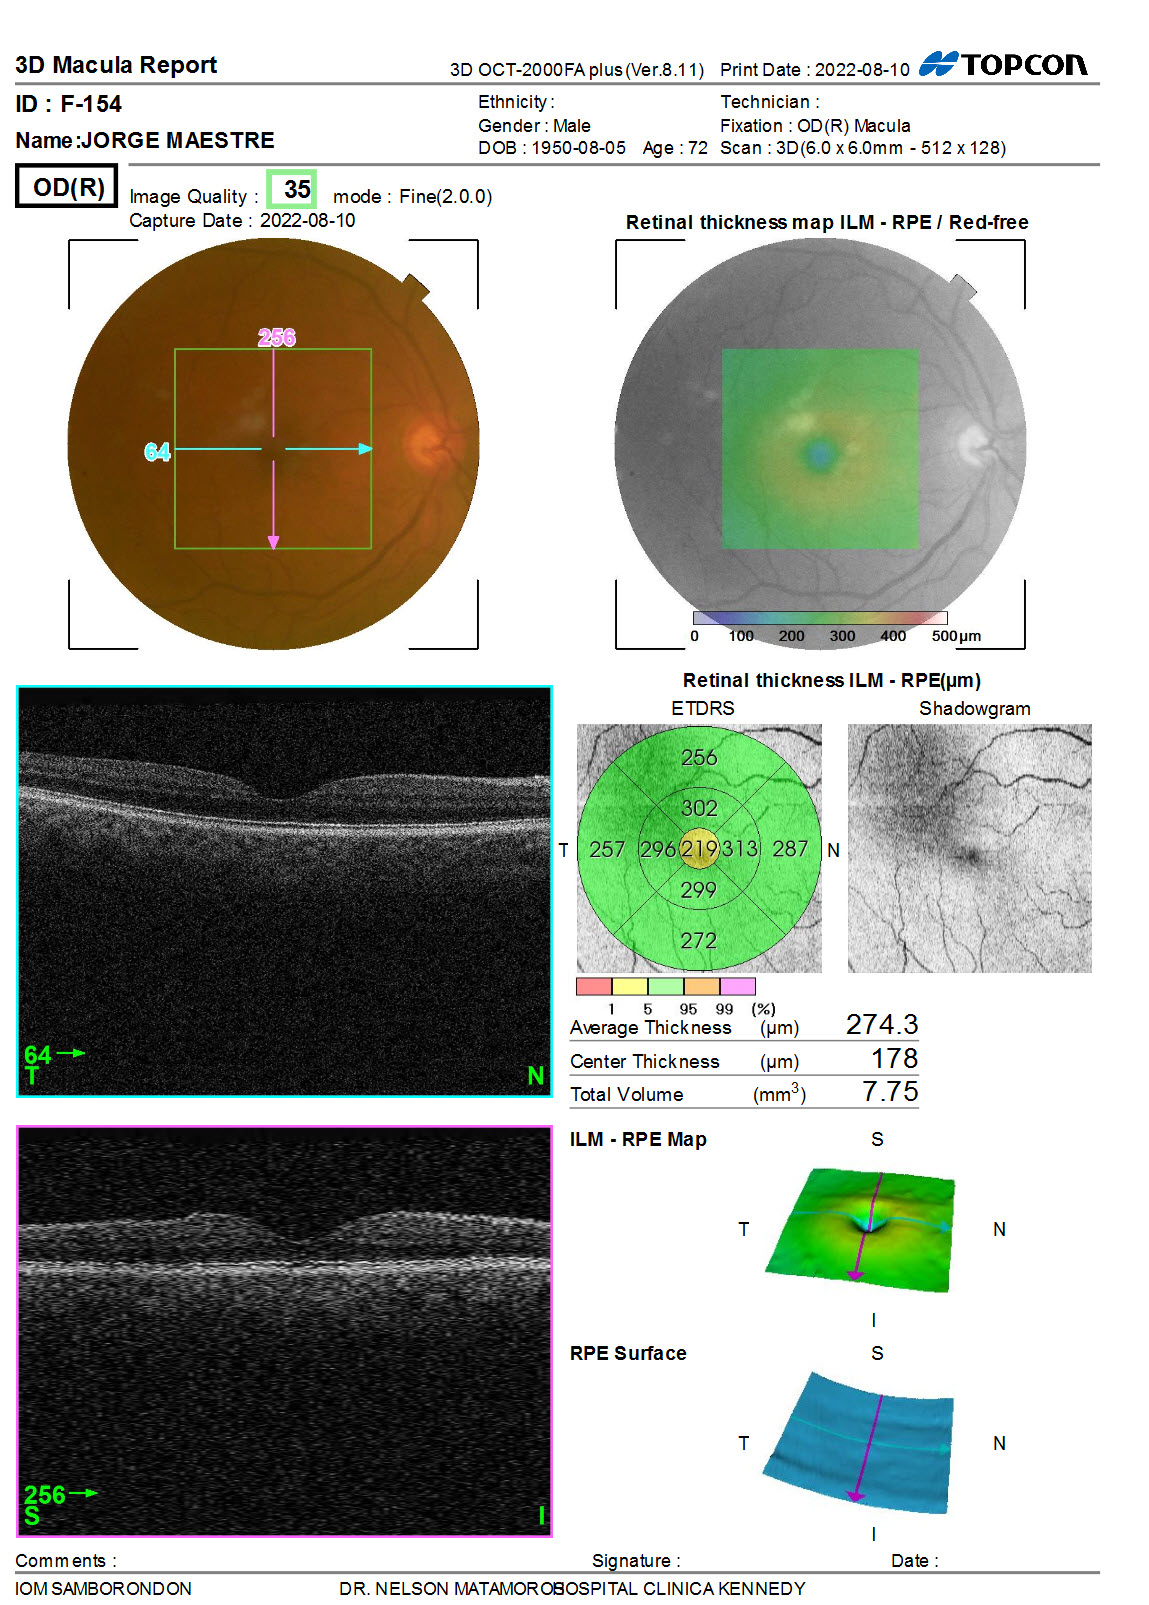 3D Macula Report
3D OCT-2000FA plus(Ver.8.11) Print Date : 2022-08-10 TOPCON
ID : F-154
Ethnicity :
Technician :
Gender : Male
Fixation : OD(R) Macula
Name:JORGE MAESTRE
DOB : 1950-08-05 Age : 72 Scan : 3D(6.0 x 6.0mm - 512 x 128)
OD(R)
Image Quality : 35 mode : Fine(2.0.0)
Capture Date : 2022-08-10
Retinal thickness map ILM - RPE / Red-free
256
64
0 100 200 300 400 500µm
Retinal thickness ILM - RPE(µm)
ETDRS
Shadowgram
256
302
T 257 296 219 313 287 N
299
272
1 5 95 99 (%)
Average Thickness (µm) 274.3
Center Thickness (µm) 178
Total Volume (mm3) 7.75
64
T N
ILM - RPE Map
S
T N
I
RPE Surface
S
T N
I
256
S I
Comments :
Signature :
Date :
IOM SAMBORONDON
DR. NELSON MATAMOROS
HOSPITAL CLINICA KENNEDY